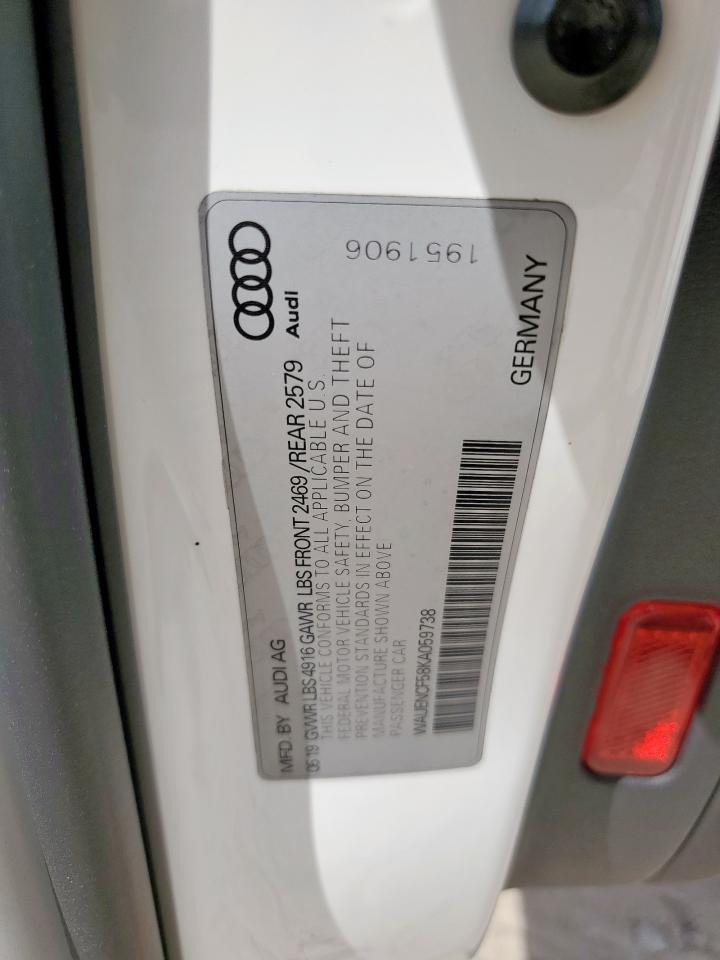 Audi
1951906
MFD. BY AUDI AG
05 19 GVWR LBS 4916 GAWR LBS FRONT 2469 / REAR 2579
THIS VEHICLE CONFORMS TO ALL APPLICABLE U.S.
FEDERAL MOTOR VEHICLE SAFETY, BUMPER AND THEFT
PREVENTION STANDARDS IN EFFECT ON THE DATE OF
MANUFACTURE SHOWN ABOVE
PASSENGER CAR
WAUENCF58KA059738
GERMANY